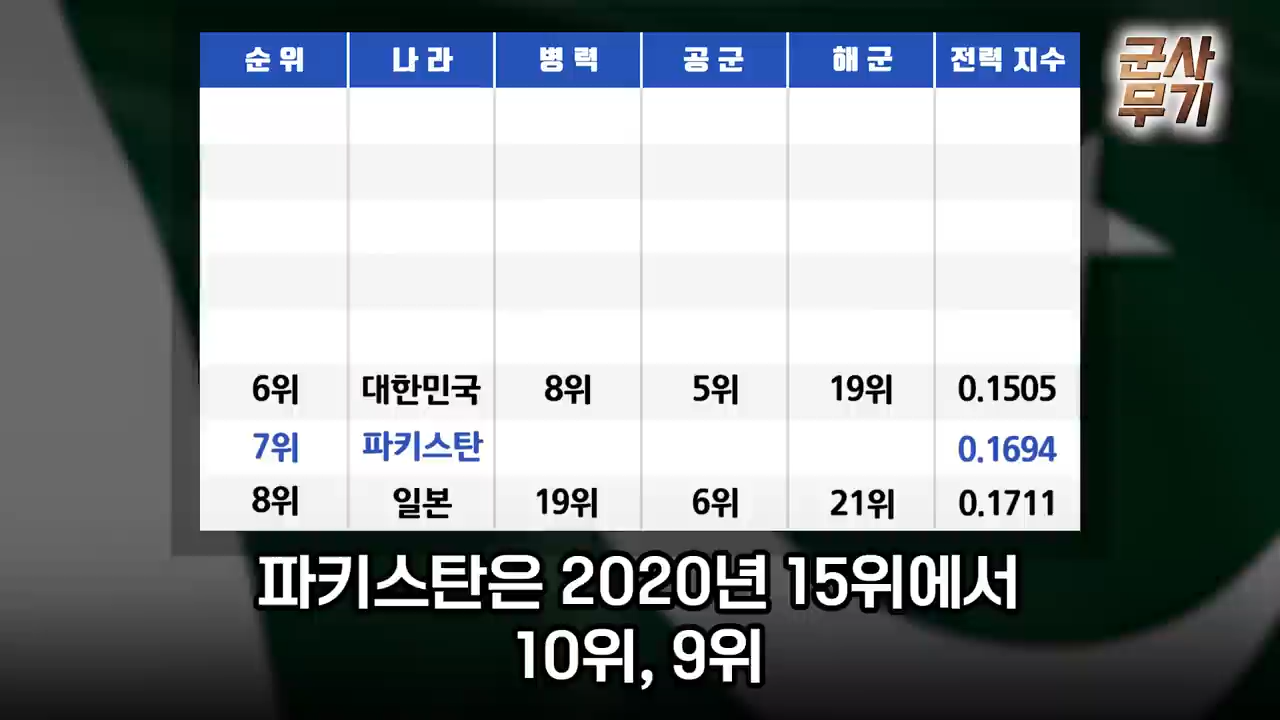 순위 나라 병력 공군 해군 전력 지수
군사
무기
6위 대한민국 8위 5위 19위 0.1505
7위 파키스탄 0.1694
8위 일본 19위 6위 21위 0.1711
파키스탄은 2020년 15위에서
10위, 9위